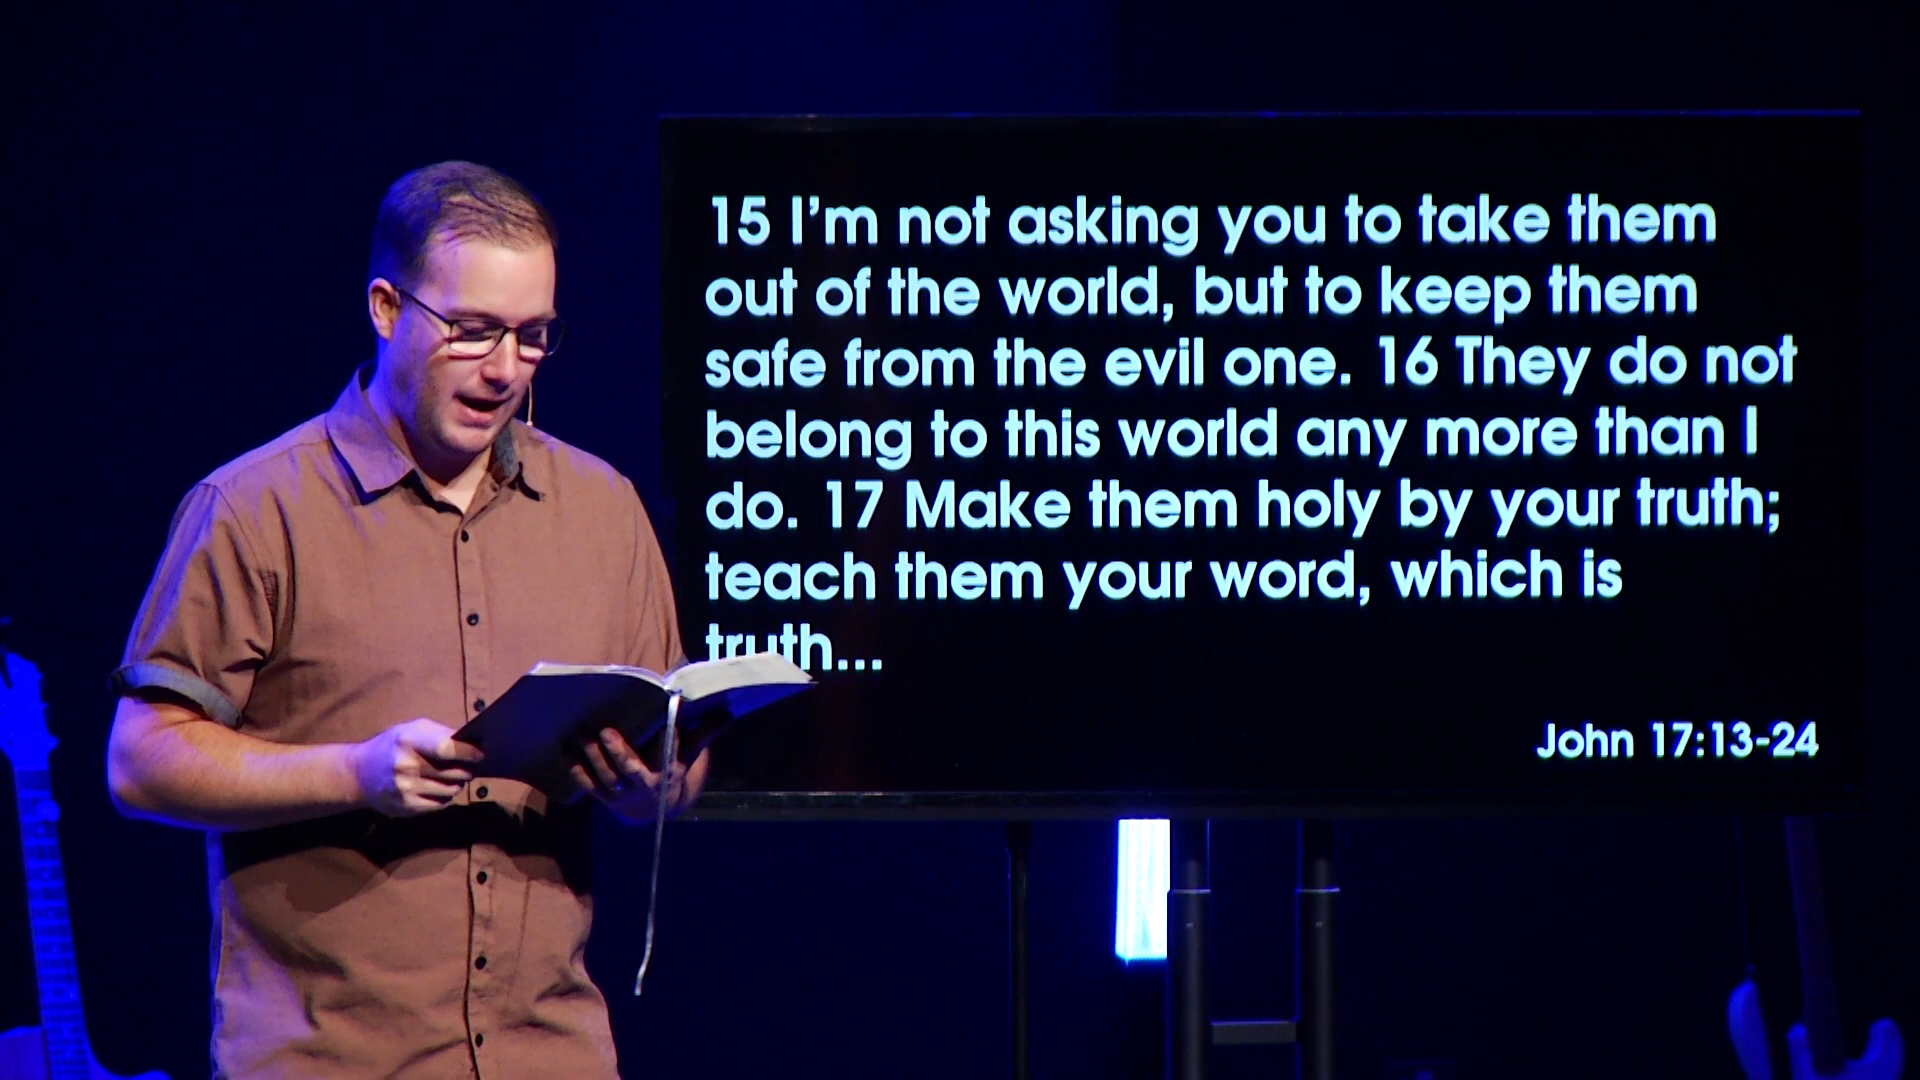 15 I'm not asking you to take them
out of the world, but to keep them
safe from the evil one. 16 They do not
belong to this world any more than I
do. 17 Make them holy by your truth;
teach them your word, which is
truth...
John 17:13-24